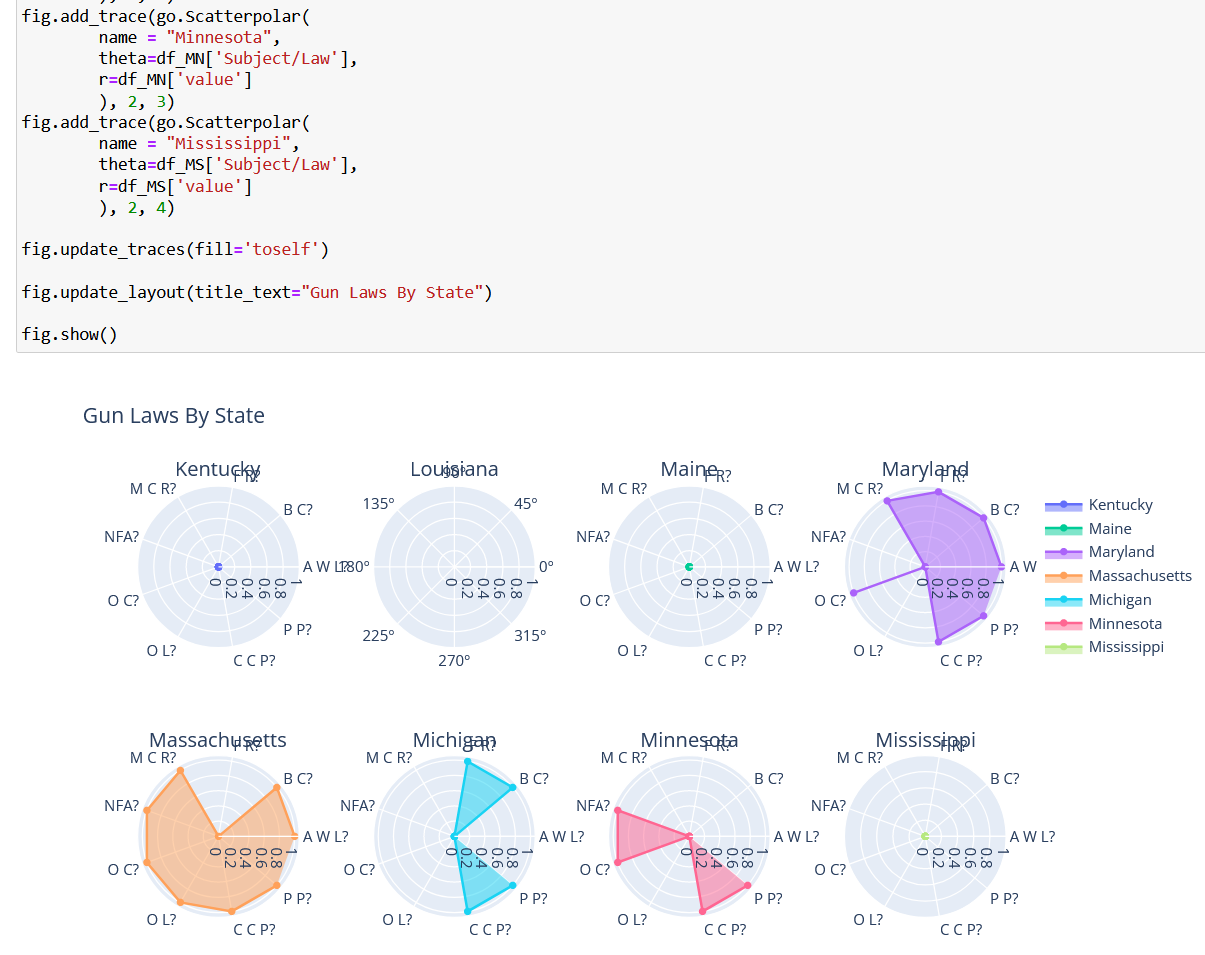 fig.add_trace(go.Scatterpolar(
name = "Minnesota",
theta=df_MN['Subject/Law'],
r=df_MN['value']
), 2, 3)
fig.add_trace(go.Scatterpolar(
name = "Mississippi",
theta=df_MS['Subject/Law'],
r=df_MS['value']
), 2, 4)
fig.update_traces(fill='toself')
fig.update_layout(title_text="Gun Laws By State")
fig.show()
Gun Laws By State
Kentucky
F R?
M C R?
B C?
NFA?
A W L?
O C?
P P?
O L?
C C P?
0 0.2 0.4 0.6 0.8 1
Louisiana
90°
135°
45°
180°
0°
225°
315°
270°
0 0.2 0.4 0.6 0.8 1
Maine
F R?
M C R?
B C?
NFA?
A W L?
O C?
P P?
O L?
C C P?
0 0.2 0.4 0.6 0.8 1
Maryland
F R?
M C R?
B C?
NFA?
A W
O C?
P P?
O L?
C C P?
0 0.2 0.4 0.6 0.8 1
Kentucky
Maine
Maryland
Massachusetts
Michigan
Minnesota
Mississippi
Massachusetts
F R?
M C R?
B C?
NFA?
A W L?
O C?
P P?
O L?
C C P?
0 0.2 0.4 0.6 0.8 1
Michigan
F R?
M C R?
B C?
NFA?
A W L?
O C?
P P?
O L?
C C P?
0 0.2 0.4 0.6 0.8 1
Minnesota
F R?
M C R?
B C?
NFA?
A W L?
O C?
P P?
O L?
C C P?
0 0.2 0.4 0.6 0.8 1
Mississippi
F R?
M C R?
B C?
NFA?
A W L?
O C?
P P?
O L?
C C P?
0 0.2 0.4 0.6 0.8 1